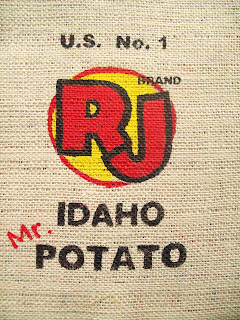 U.S. No. 1
BRAND
RJ
IDAHO
Mr.
POTATO